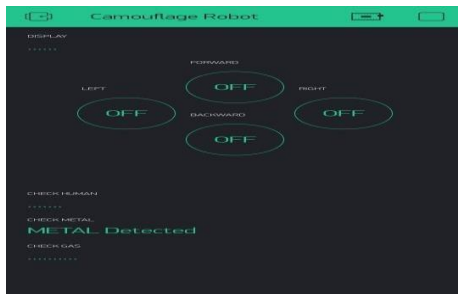 Camouflage Robot
DISPLAY
......
FORWARD
LEFT OFF RIGHT
OFF BACKWARD OFF
OFF
CHECK HUMAN
.......
CHECK METAL
METAL Detected
CHECK GAS
..........